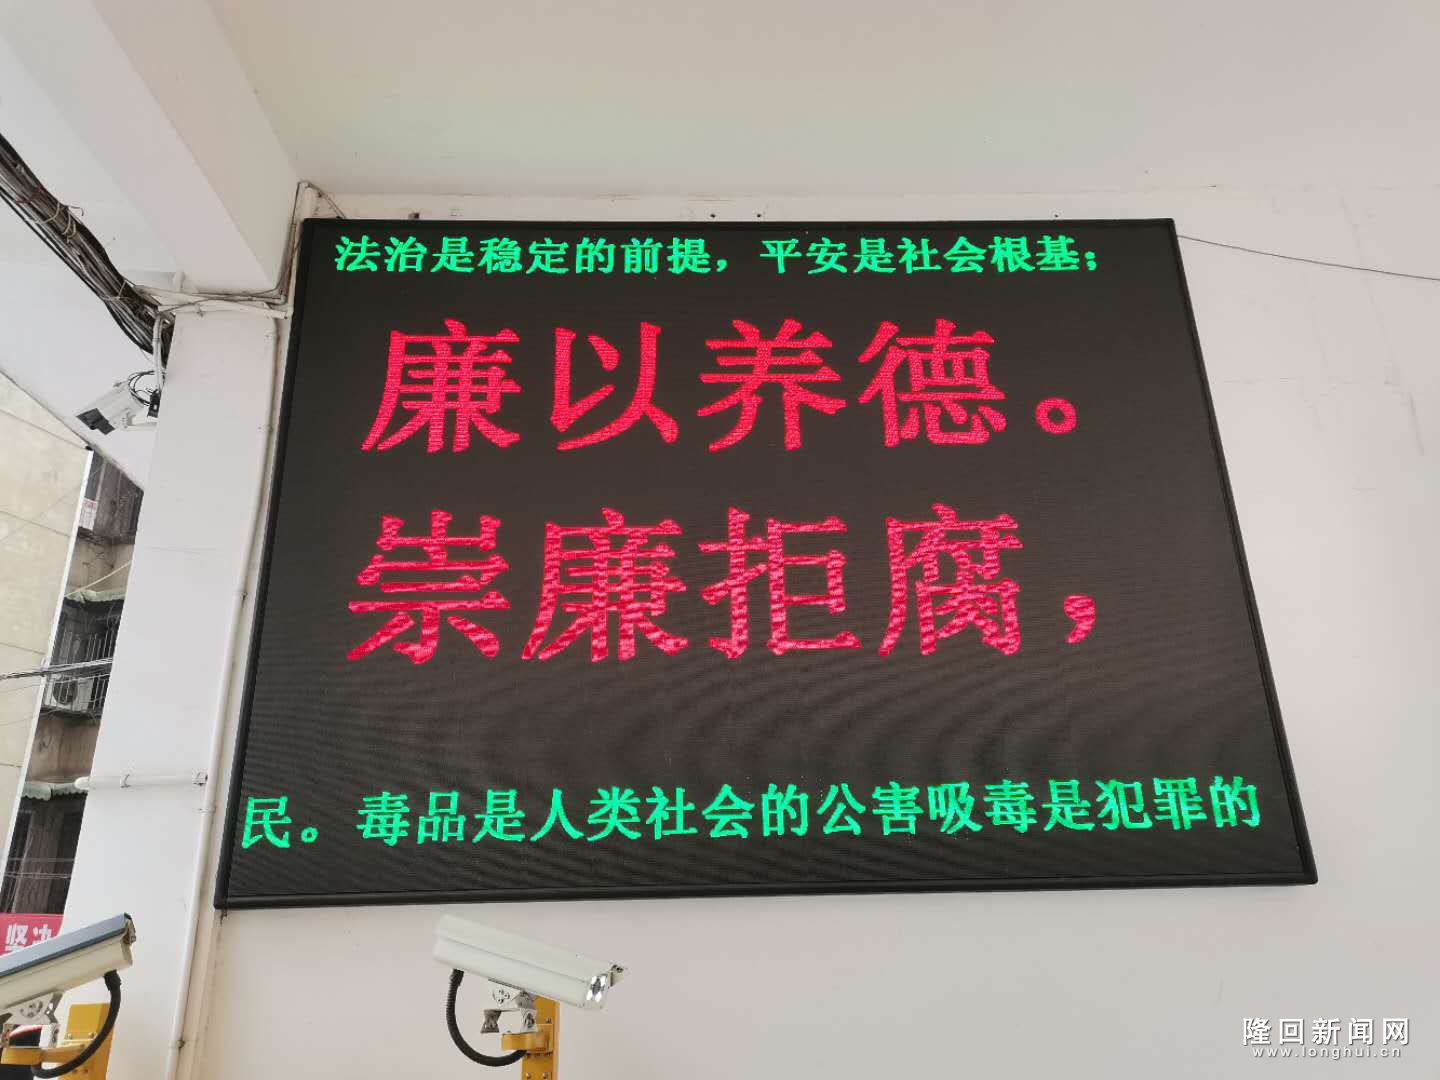 法治是稳定的前提，平安是社会根基；
廉以养德。
崇廉拒腐，
民。毒品是人类社会的公害吸毒是犯罪的
坚决
隆回新闻网
www.longhui.cn